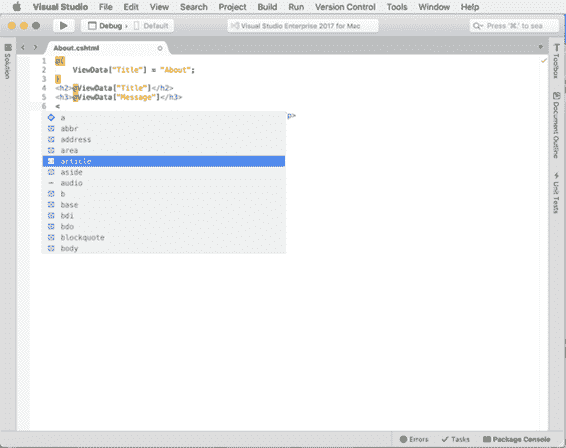 Visual Studio File Edit View Search Project Build Run Version Control Tools Window Help
Debug Default Visual Studio Enterprise 2017 for Mac Press '⌘.' to sea
Solution
About.cshtml
1 @{
2 ViewData["Title"] = "About";
3 }
4 <h2>@ViewData["Title"]</h2>
5 <h3>@ViewData["Message"]</h3>
6 <
p>
a
abbr
address
area
article
aside
audio
b
base
bdi
bdo
blockquote
body
Toolbox
Document Outline
Unit Tests
Errors Tasks Package Console